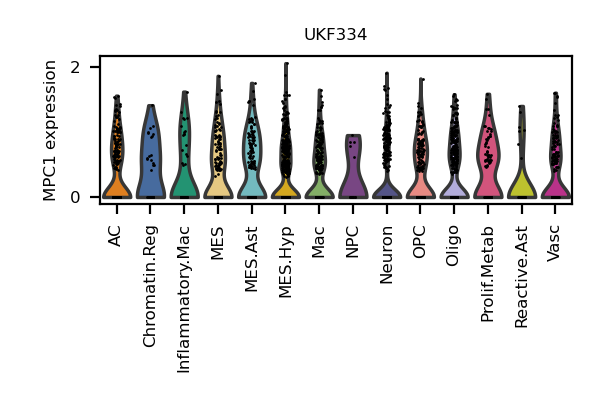 UKF334
MPC1 expression
2
0
AC
Chromatin.Reg
Inflammatory.Mac
MES
MES.Ast
MES.Hyp
Mac
NPC
Neuron
OPC
Oligo
Prolif.Metab
Reactive.Ast
Vasc